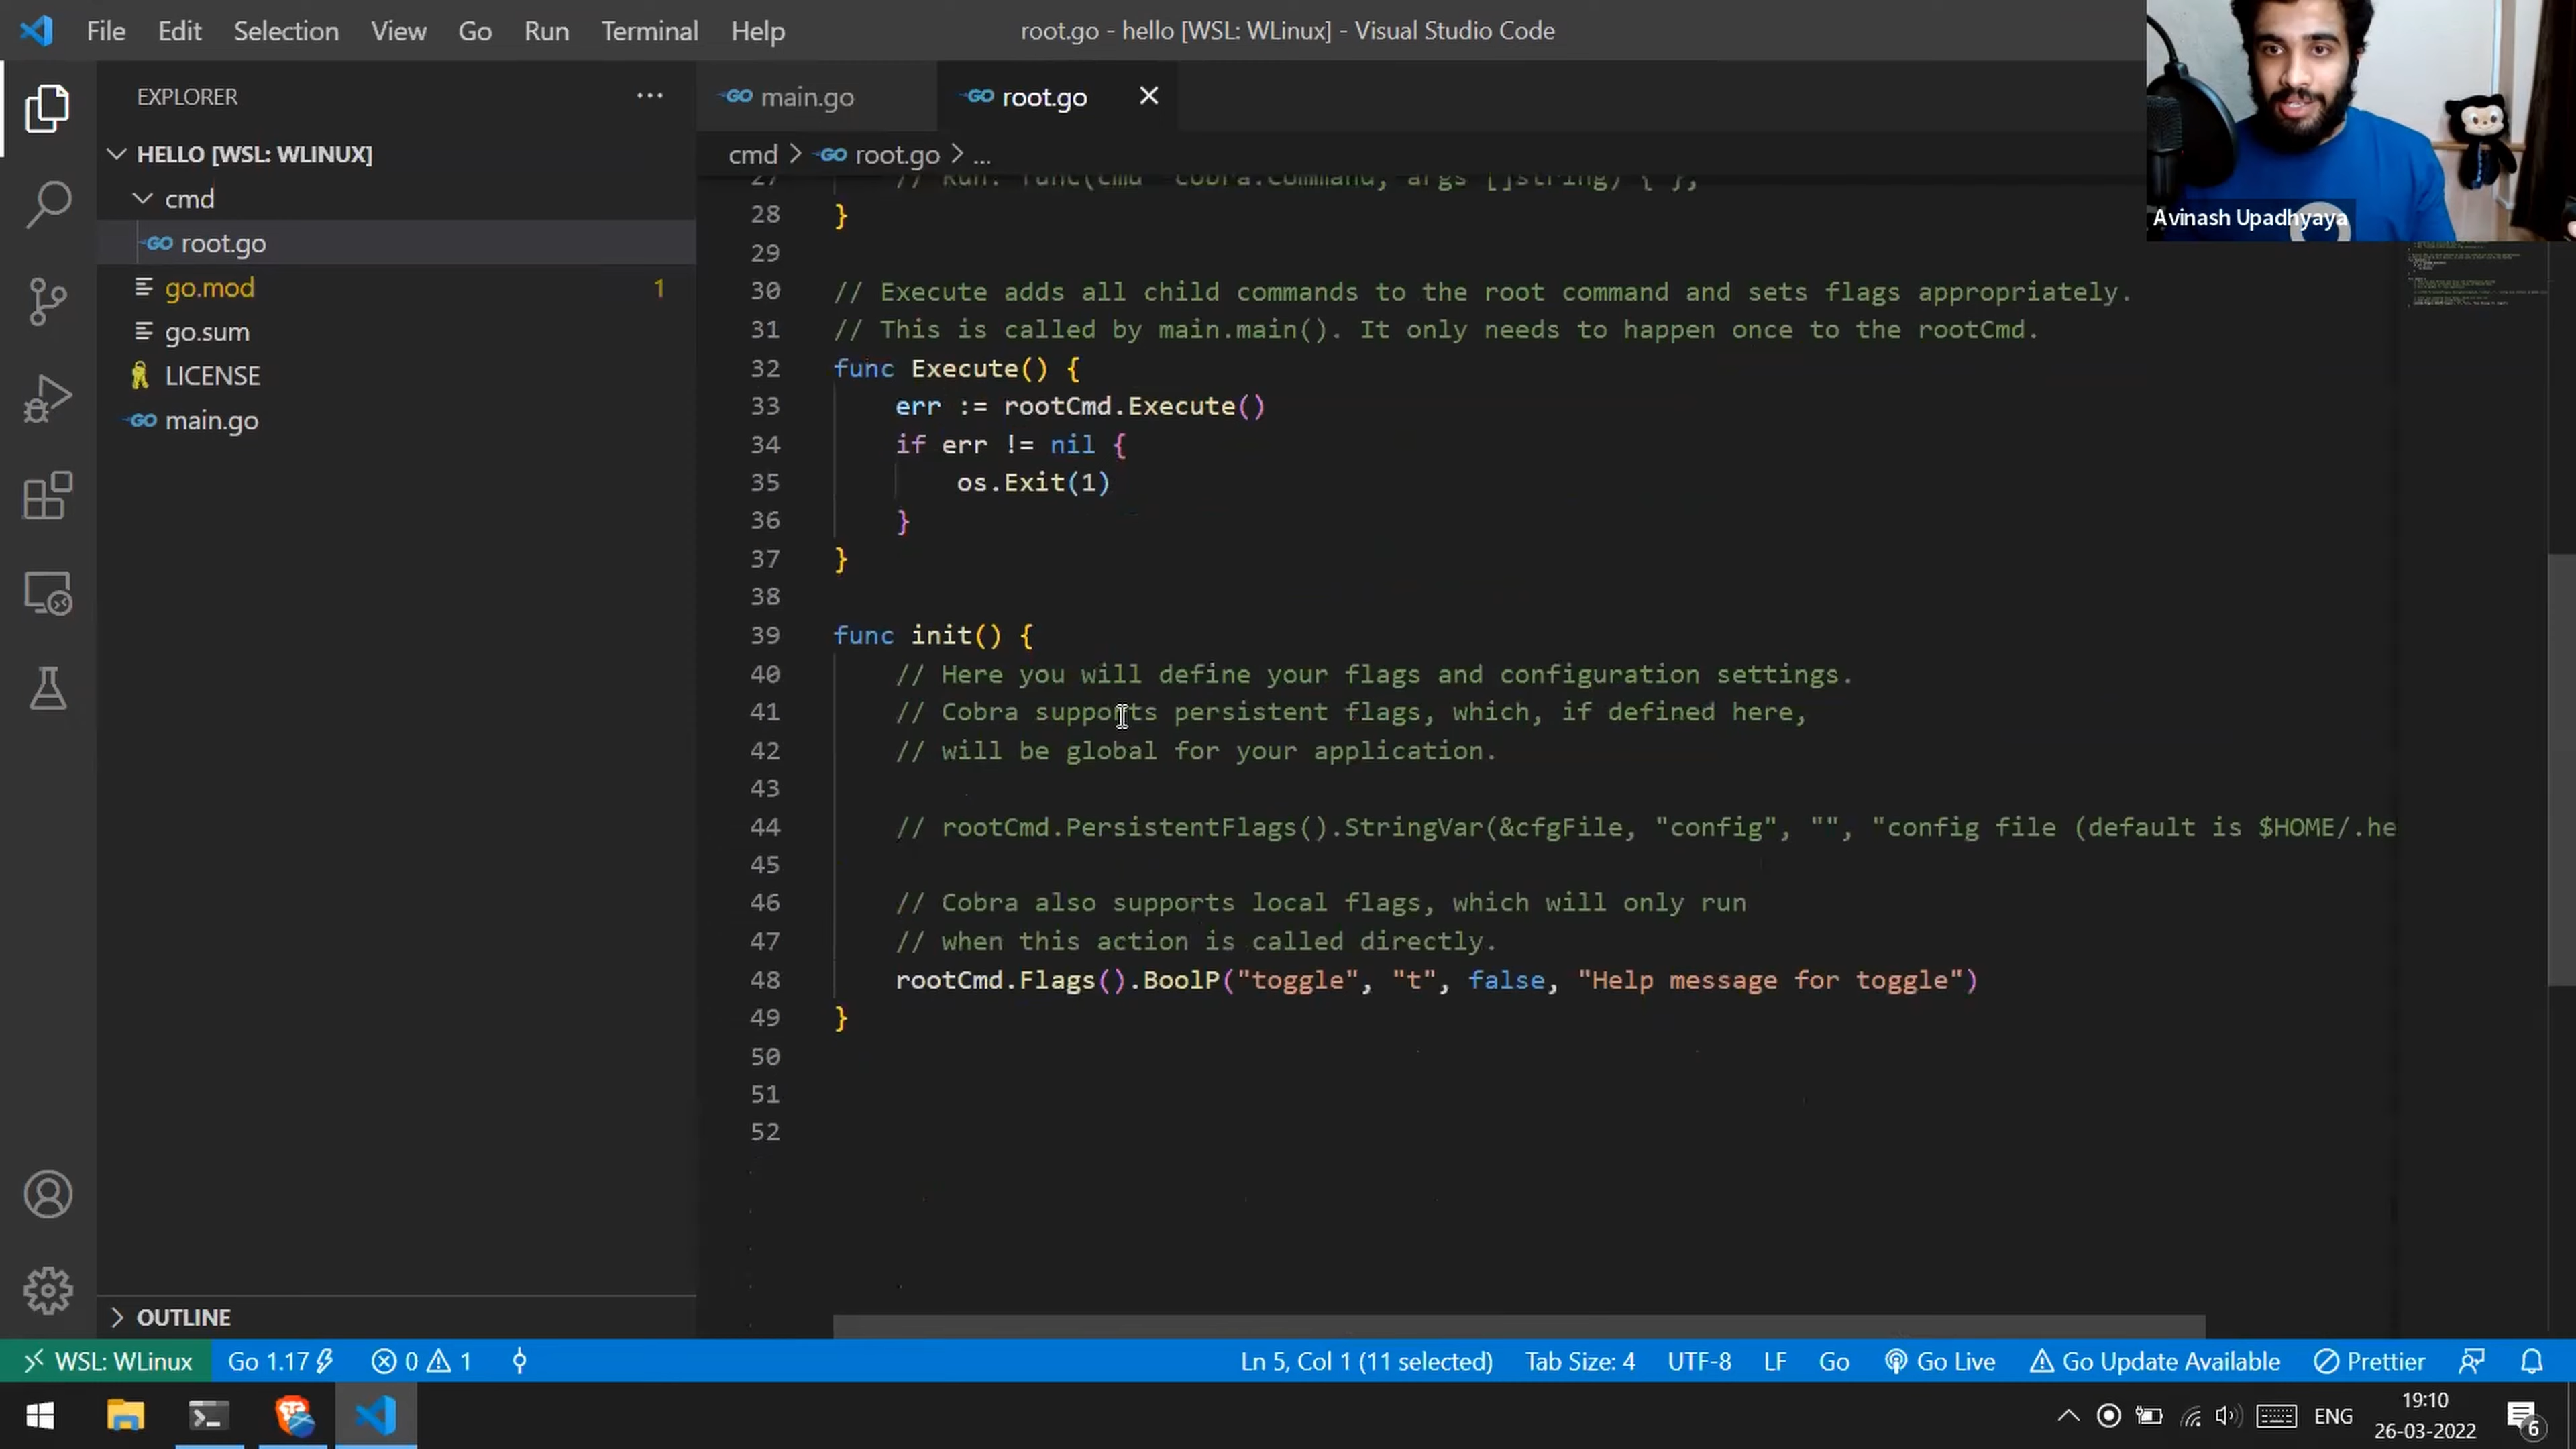 File Edit Selection View Go Run Terminal Help
root.go - hello [WSL: WLinux] - Visual Studio Code
Avinash Upadhyaya
EXPLORER
HELLO [WSL: WLINUX]
cmd
root.go
go.mod 1
go.sum
LICENSE
main.go
OUTLINE
main.go root.go
cmd > root.go > ...
27 // Run: func(cmd *cobra.Command, args []string) { },
28 }
29
30 // Execute adds all child commands to the root command and sets flags appropriately.
31 // This is called by main.main(). It only needs to happen once to the rootCmd.
32 func Execute() {
33 err := rootCmd.Execute()
34 if err != nil {
35 os.Exit(1)
36 }
37 }
38
39 func init() {
40 // Here you will define your flags and configuration settings.
41 // Cobra supports persistent flags, which, if defined here,
42 // will be global for your application.
43
44 // rootCmd.PersistentFlags().StringVar(&cfgFile, "config", "", "config file (default is $HOME/.he
45
46 // Cobra also supports local flags, which will only run
47 // when this action is called directly.
48 rootCmd.Flags().BoolP("toggle", "t", false, "Help message for toggle")
49 }
50
51
52
WSL: WLinux Go 1.17 0 1 Ln 5, Col 1 (11 selected) Tab Size: 4 UTF-8 LF Go Go Live Go Update Available Prettier
ENG
19:10
26-03-2022
6